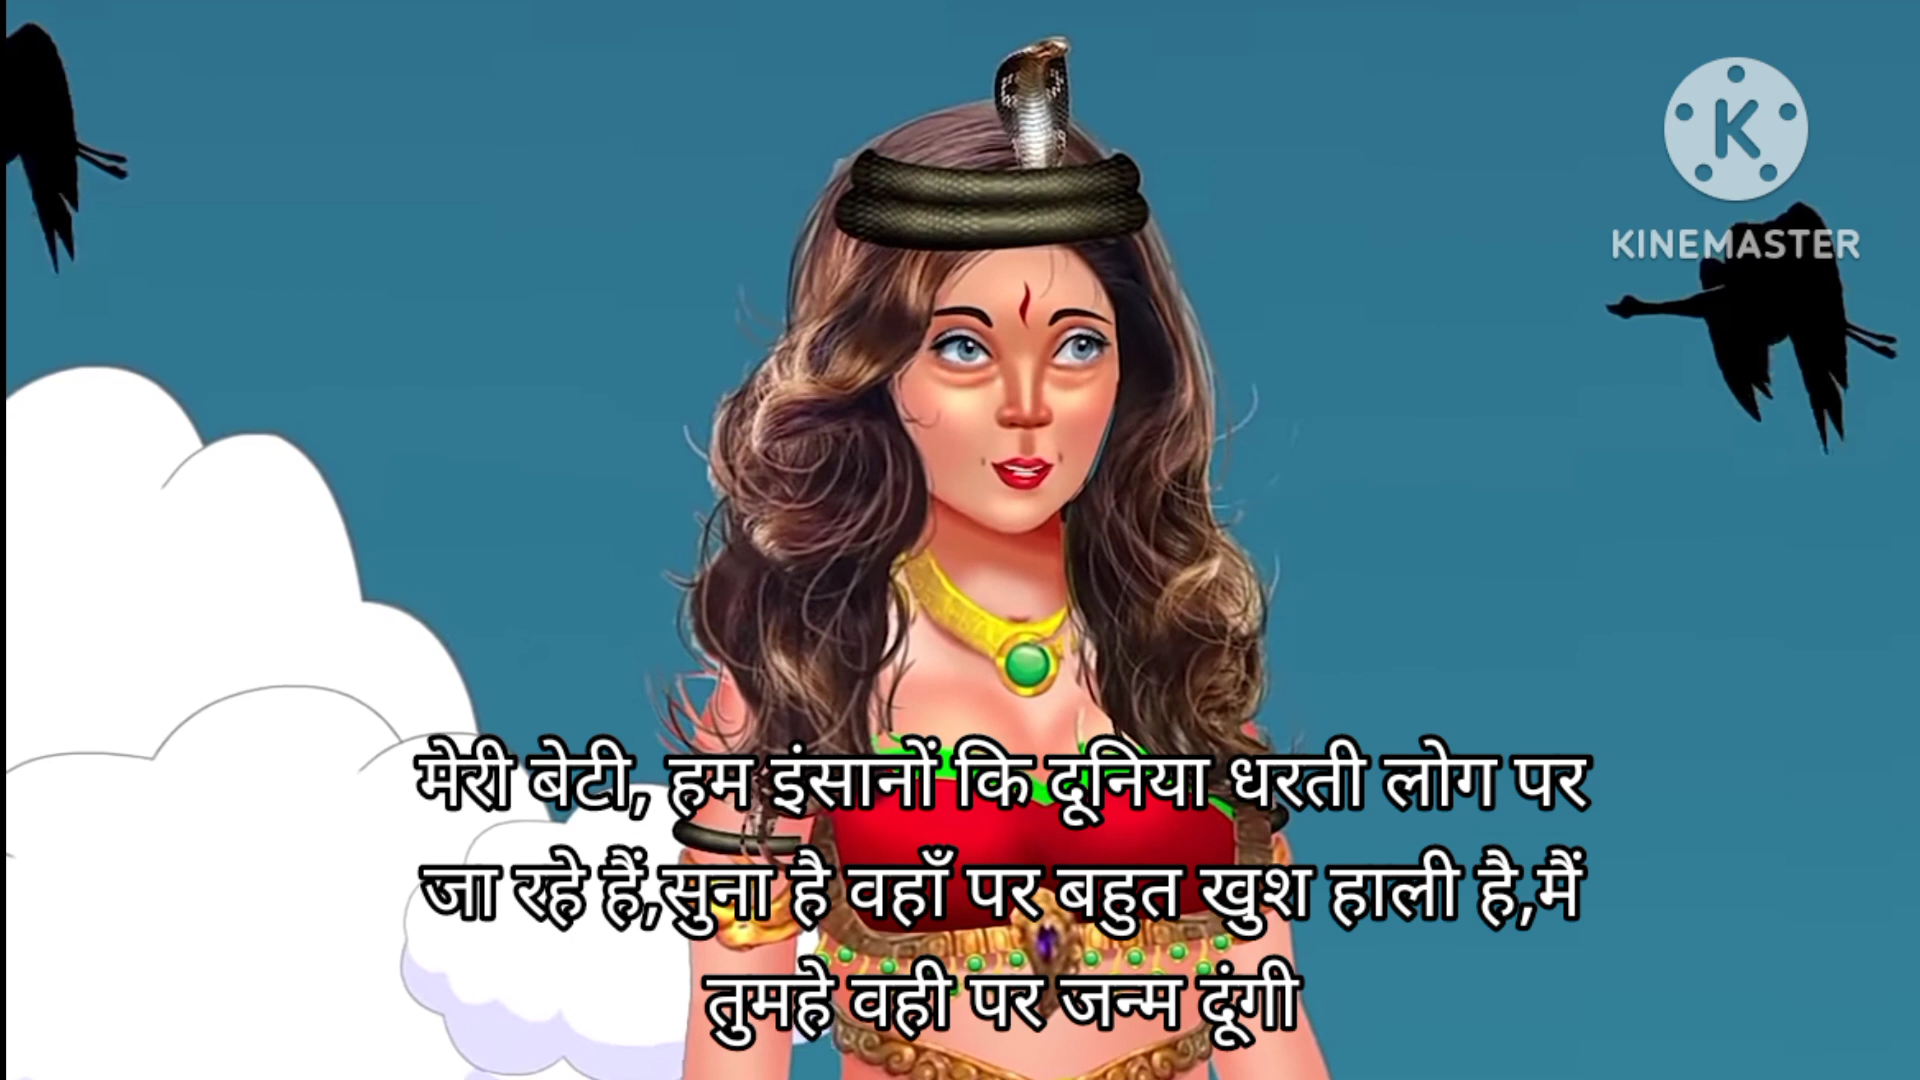 KINEMASTER
मेरी बेटी, हम इंसानों कि दूनिया धरती लोग पर
जा रहे हैं,सुना है वहाँ पर बहुत खुश हाली है,मैं
तुमहे वही पर जन्म दूंगी